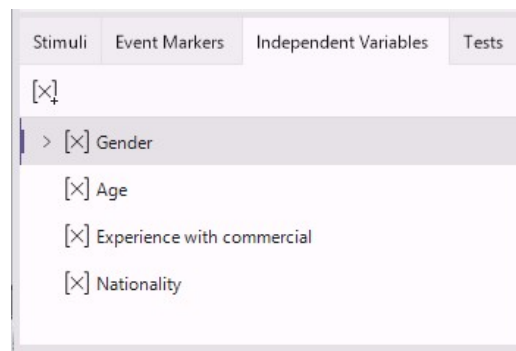 Stimuli Event Markers Independent Variables Tests
Gender
Age
Experience with commercial
Nationality